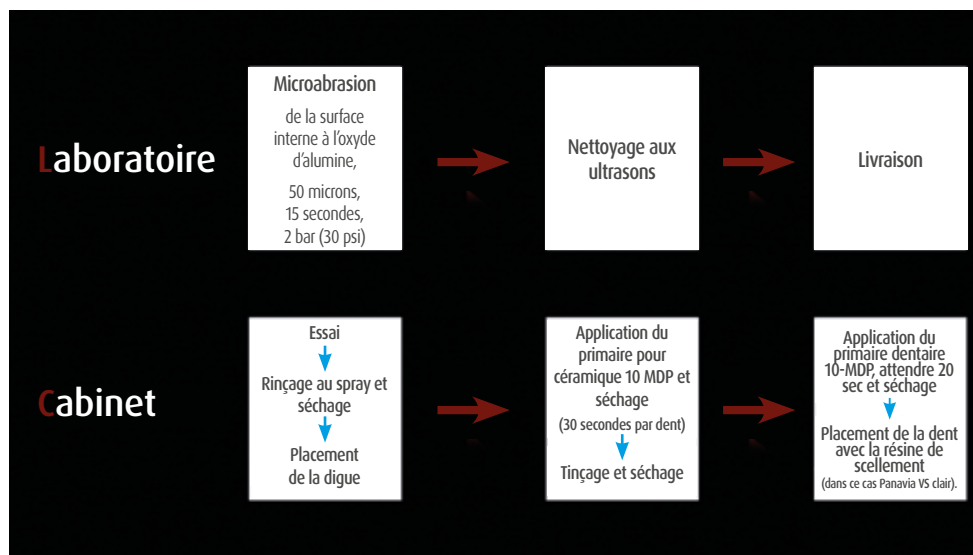 Laboratoire
Microabrasion
de la surface
interne à l'oxyde
d'alumine,
50 microns,
15 secondes,
2 bar (30 psi)
Nettoyage aux
ultrasons
Livraison
Cabinet
Essai
Rinçage au spray et
séchage
Placement
de la digue
Application du
primaire pour
céramique 10 MDP et
séchage
(30 secondes par dent)
Tinçage et séchage
Application du
primaire dentaire
10-MDP, attendre 20
sec et séchage
Placement de la dent
avec la résine de
scellement
(dans ce cas Panavia VS clair).